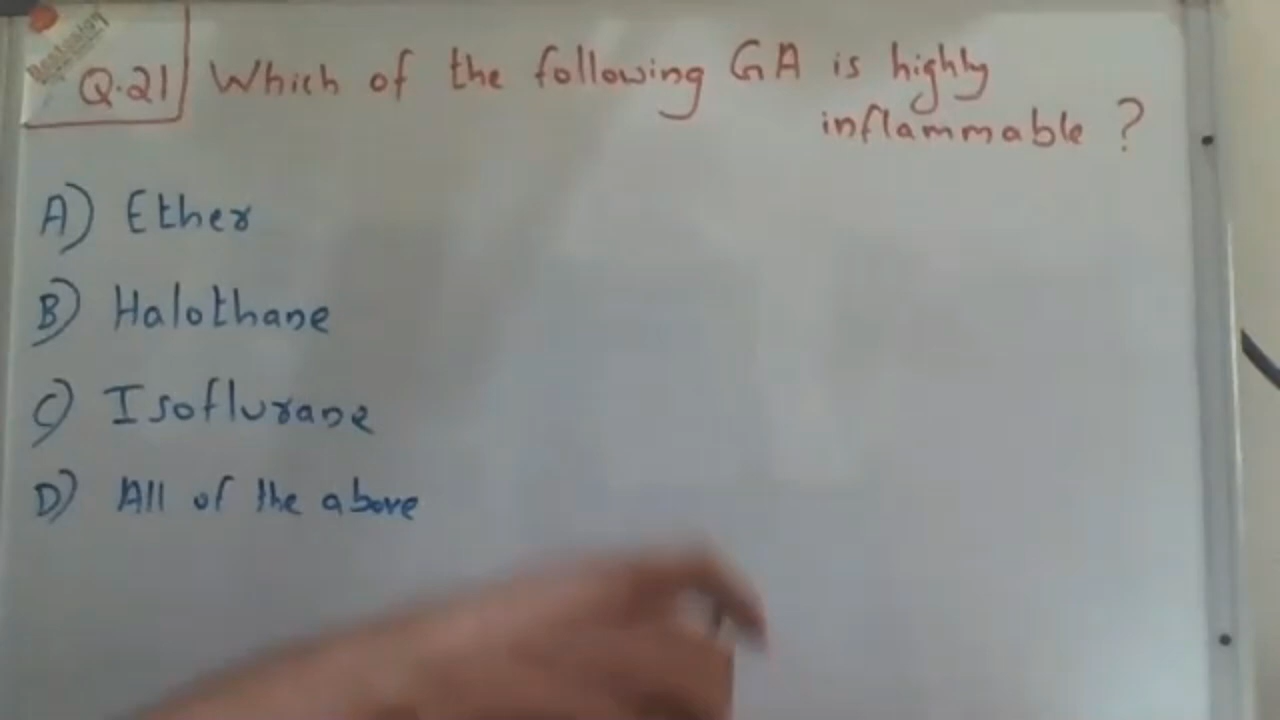 Q.21 Which of the following GA is highly
inflammable ?
A) Ether
B) Halothane
C) Isoflurane
D) All of the above